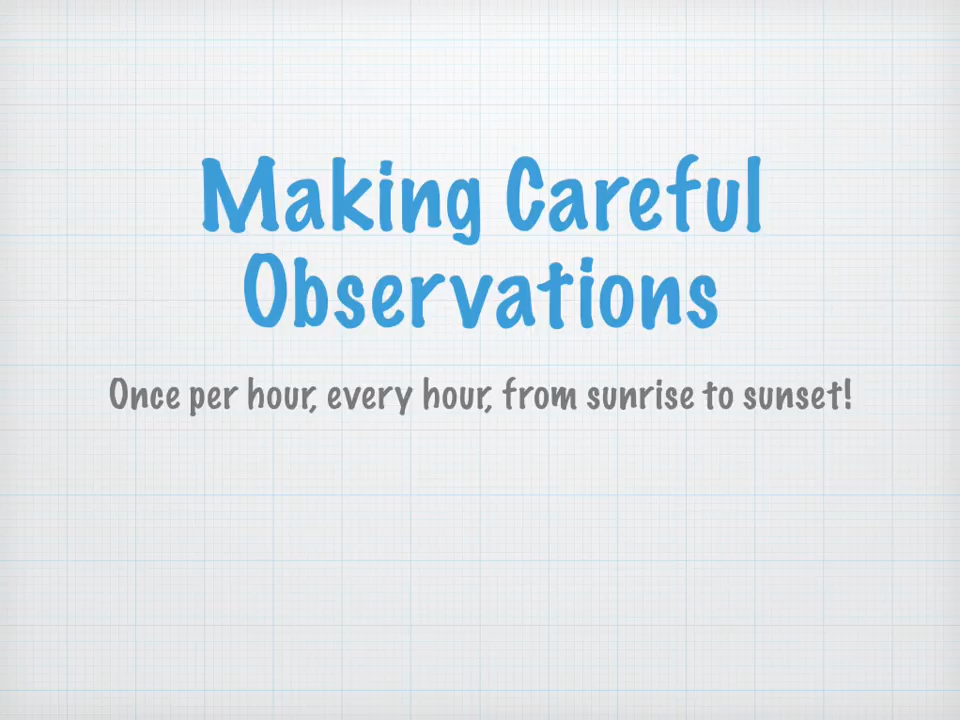 Making Careful
Observations
Once per hour, every hour, from sunrise to sunset!